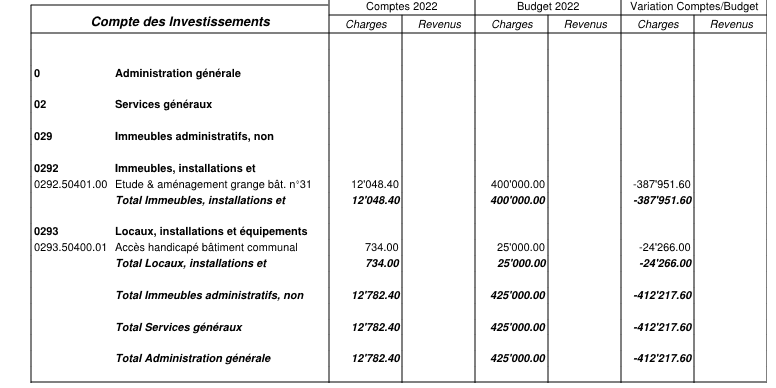 Compte des Investissements Comptes 2022 Budget 2022 Variation Comptes/Budget
Charges Revenus Charges Revenus Charges Revenus
0 Administration générale
02 Services généraux
029 Immeubles administratifs, non
0292 Immeubles, installations et
0292.50401.00 Etude & aménagement grange bât. n°31 12'048.40 400'000.00 -387'951.60
Total Immeubles, installations et 12'048.40 400'000.00 -387'951.60
0293 Locaux, installations et équipements
0293.50400.01 Accès handicapé bâtiment communal 734.00 25'000.00 -24'266.00
Total Locaux, installations et 734.00 25'000.00 -24'266.00
Total Immeubles administratifs, non 12'782.40 425'000.00 -412'217.60
Total Services généraux 12'782.40 425'000.00 -412'217.60
Total Administration générale 12'782.40 425'000.00 -412'217.60